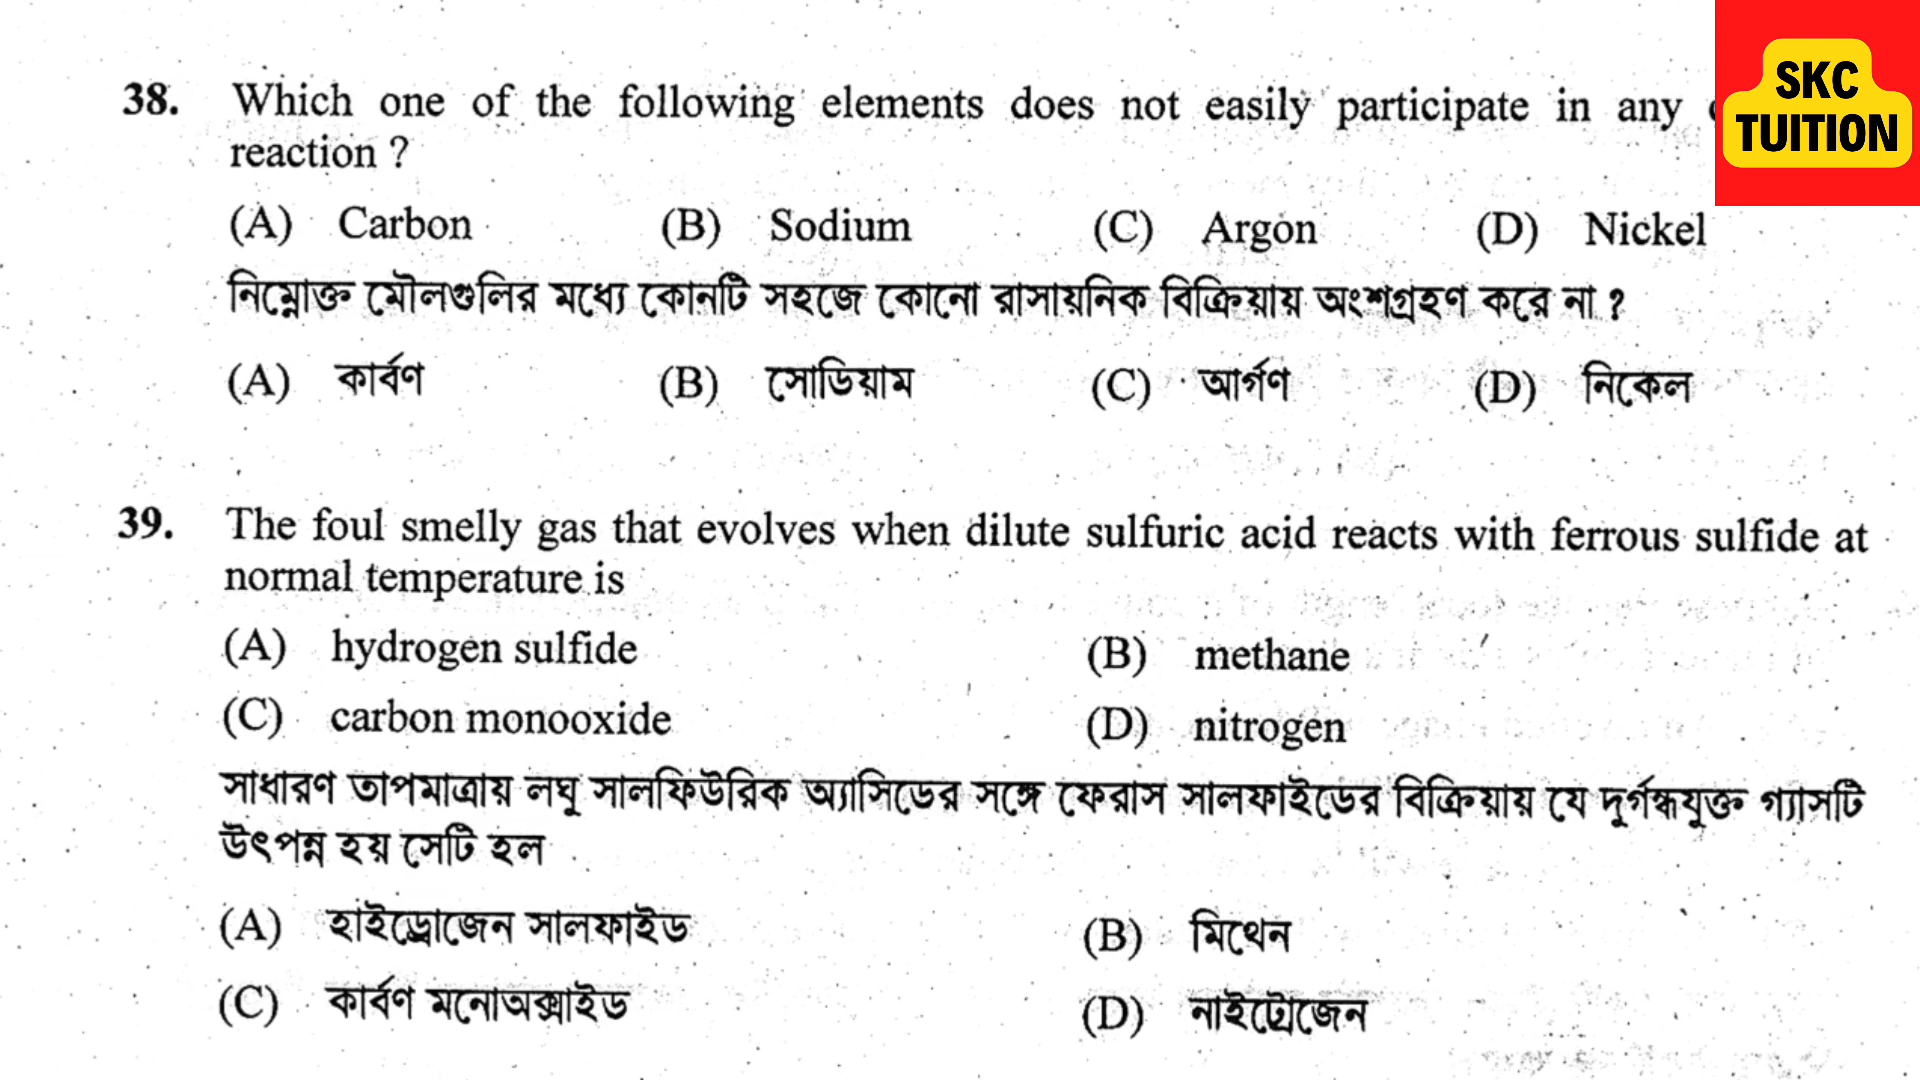 38. Which one of the following elements does not easily participate in any
reaction ?
(A) Carbon (B) Sodium (C) Argon (D) Nickel
নিম্নোক্ত মৌলগুলির মধ্যে কোনটি সহজে কোনো রাসায়নিক বিক্রিয়ায় অংশগ্রহণ করে না ?
(A) কার্বণ (B) সোডিয়াম (C) আর্গণ (D) নিকেল
39. The foul smelly gas that evolves when dilute sulfuric acid reacts with ferrous sulfide at
normal temperature is
(A) hydrogen sulfide (B) methane
(C) carbon monooxide (D) nitrogen
সাধারণ তাপমাত্রায় লঘু সালফিউরিক অ্যাসিডের সঙ্গে ফেরাস সালফাইডের বিক্রিয়ায় যে দুর্গন্ধযুক্ত গ্যাসটি
উৎপন্ন হয় সেটি হল
(A) হাইড্রোজেন সালফাইড (B) মিথেন
(C) কার্বণ মনোঅক্সাইড (D) নাইট্রোজেন
SKC
TUITION